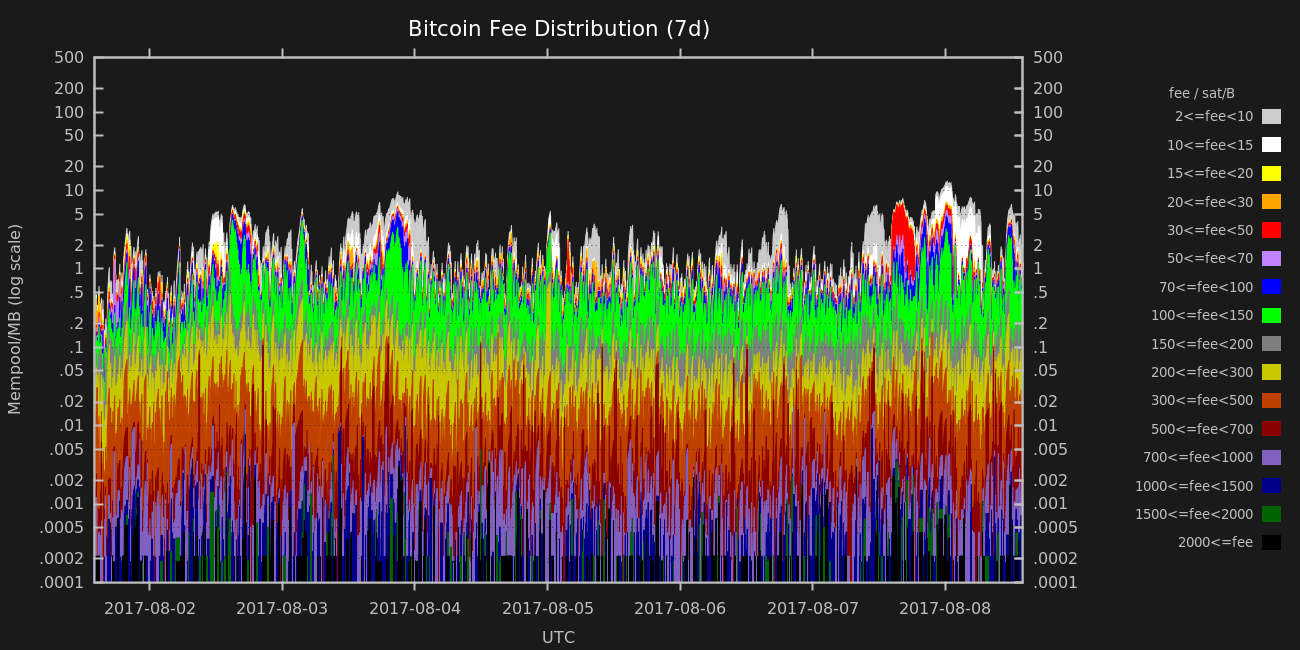 Bitcoin Fee Distribution (7d)
Mempool/MB (log scale)
500
200
100
50
20
10
5
2
1
.5
.2
.1
.05
.02
.01
.005
.002
.001
.0005
.0002
.0001
500
200
100
50
20
10
5
2
1
.5
.2
.1
.05
.02
.01
.005
.002
.001
.0005
.0002
.0001
2017-08-02
2017-08-03
2017-08-04
2017-08-05
2017-08-06
2017-08-07
2017-08-08
UTC
fee / sat/B
2<=fee<10
10<=fee<15
15<=fee<20
20<=fee<30
30<=fee<50
50<=fee<70
70<=fee<100
100<=fee<150
150<=fee<200
200<=fee<300
300<=fee<500
500<=fee<700
700<=fee<1000
1000<=fee<1500
1500<=fee<2000
2000<=fee